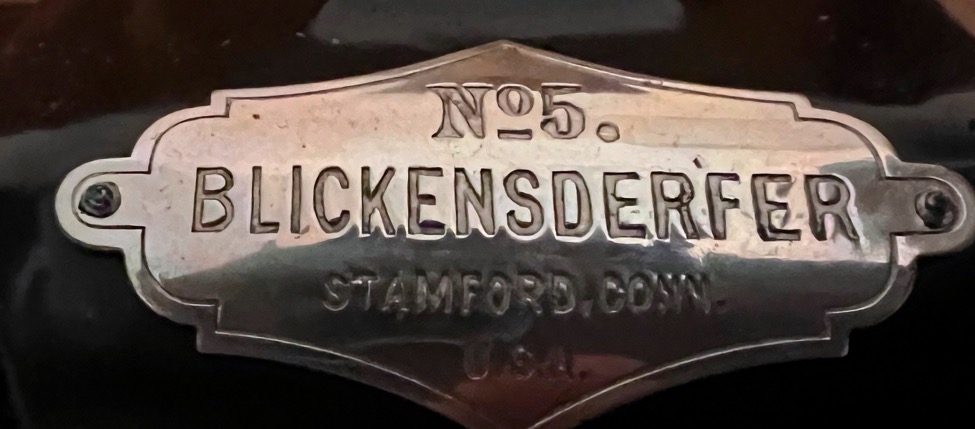 Nº5.
BLICKENSDERFER
STAMFORD, CONN.
U.S.A.